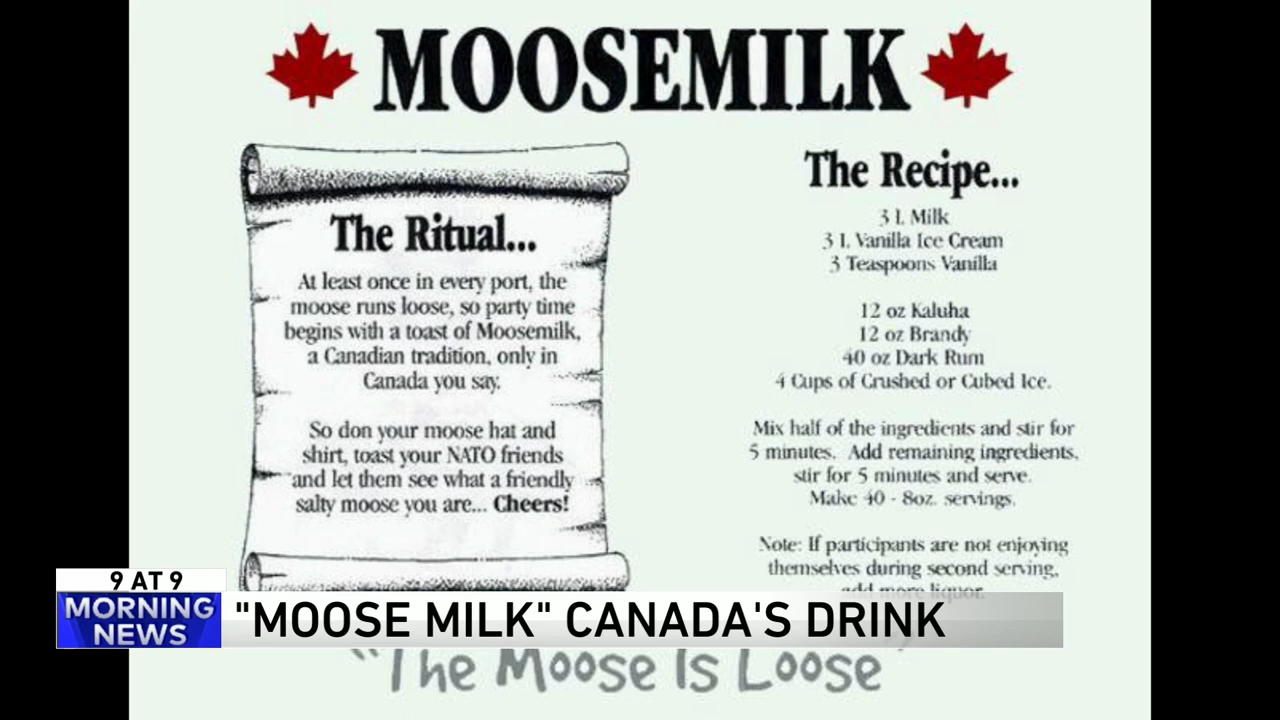 MOOSEMILK
The Ritual...
At least once in every port, the
moose runs loose, so party time
begins with a toast of Moosemilk,
a Canadian tradition, only in
Canada you say.
So don your moose hat and
shirt, toast your NATO friends
and let them see what a friendly
salty moose you are... Cheers!
The Recipe...
3 l. Milk
3 l. Vanilla Ice Cream
3 Teaspoons Vanilla
12 oz Kaluha
12 oz Brandy
40 oz Dark Rum
4 Cups of Crushed or Cubed Ice.
Mix half of the ingredients and stir for
5 minutes. Add remaining ingredients,
stir for 5 minutes and serve.
Make 40 - 8oz. servings.
Note: If participants are not enjoying
themselves during second serving,
add more liquor.
9 AT 9
MORNING
NEWS
"MOOSE MILK" CANADA'S DRINK
"The Moose Is Loose"